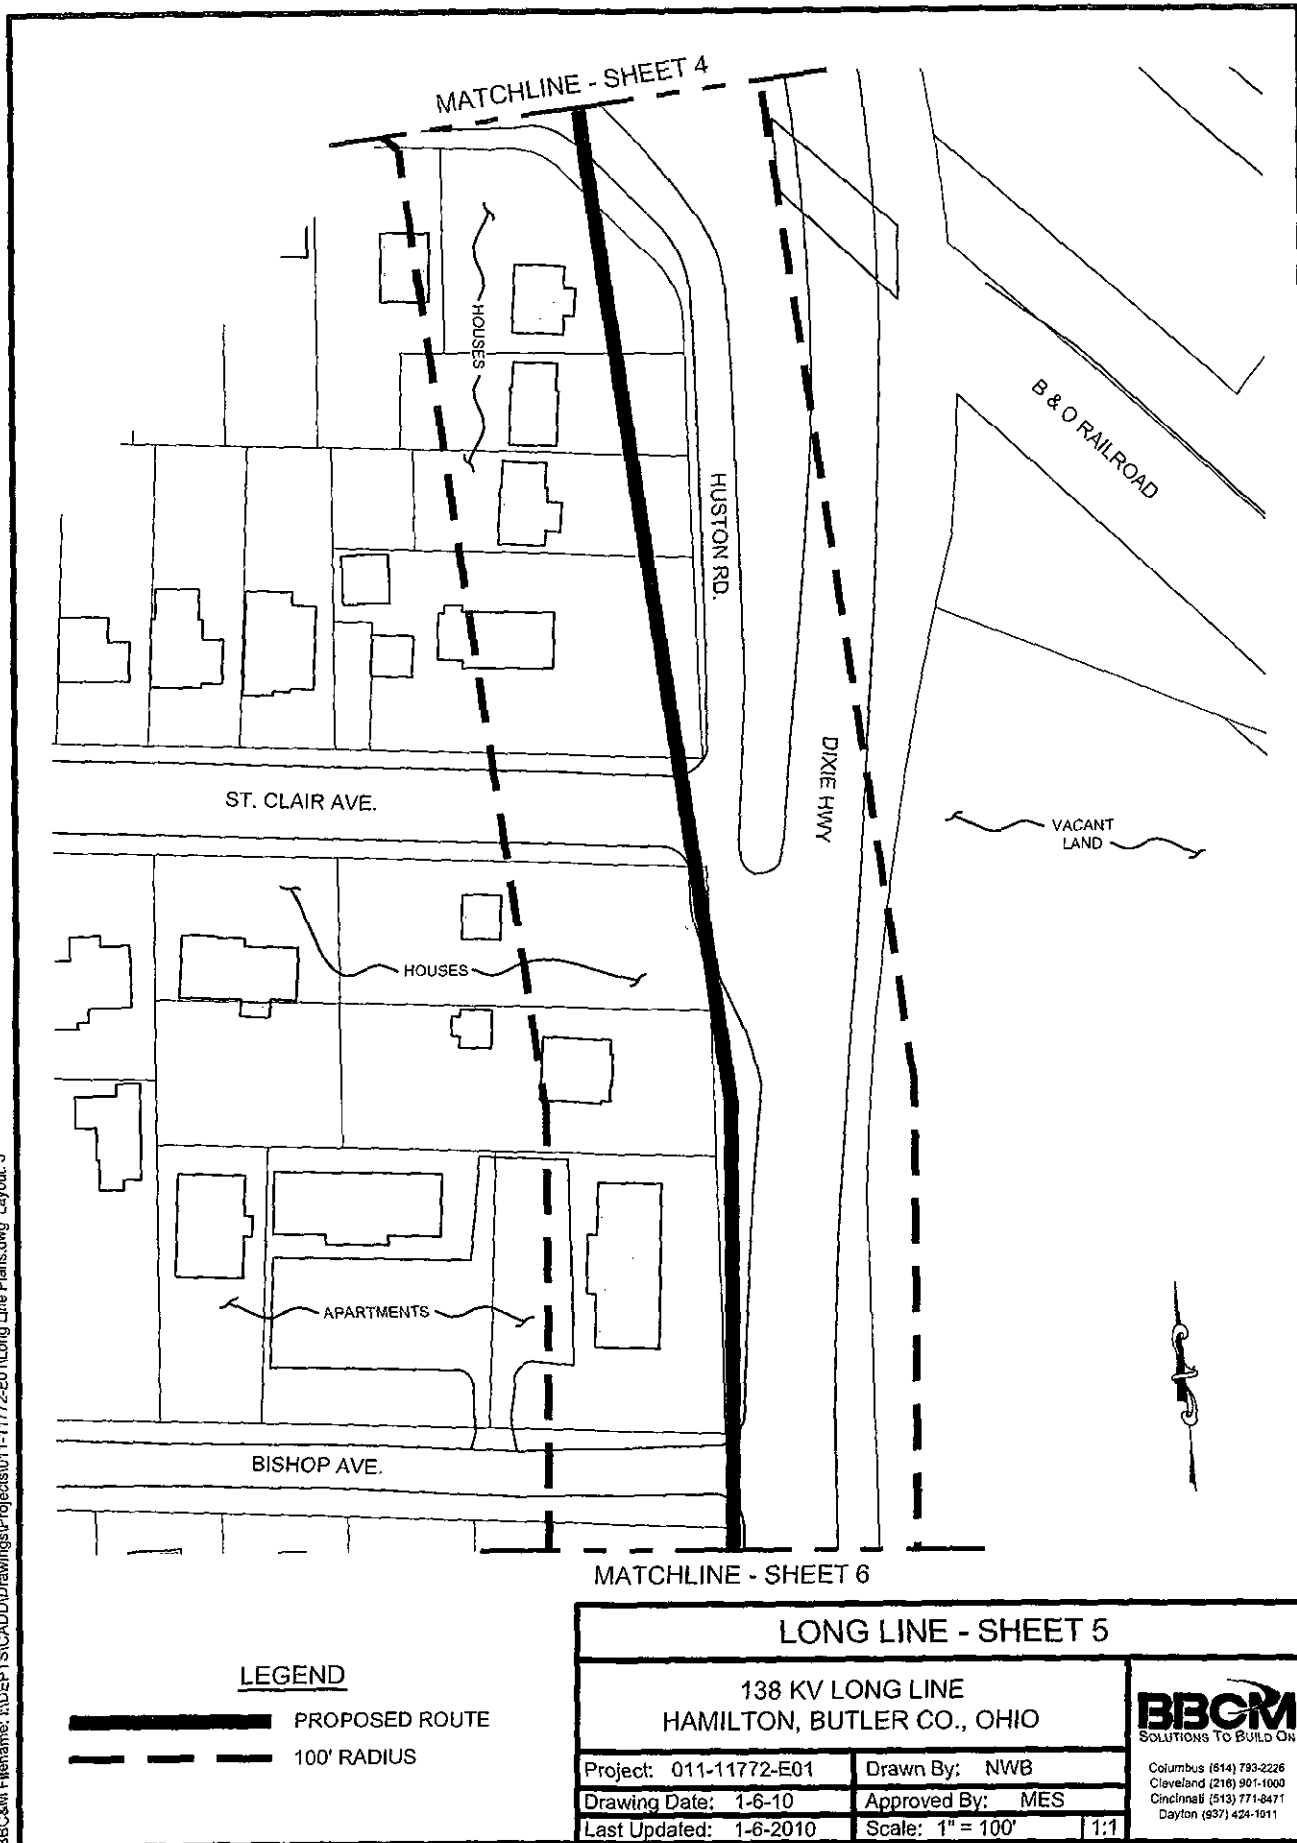 MATCHLINE - SHEET 4
HOUSES
B & O RAILROAD
HUSTON RD.
DIXIE HWY
ST. CLAIR AVE.
VACANT
LAND
HOUSES
APARTMENTS
BISHOP AVE.
MATCHLINE - SHEET 6
LEGEND
PROPOSED ROUTE
100' RADIUS
LONG LINE - SHEET 5
138 KV LONG LINE
HAMILTON, BUTLER CO., OHIO
Project: 011-11772-E01
Drawn By: NWB
Drawing Date: 1-6-10
Approved By: MES
Last Updated: 1-6-2010
Scale: 1" = 100'
1:1
BBCM
SOLUTIONS TO BUILD ON
Columbus (614) 793-2226
Cleveland (216) 901-1000
Cincinnati (513) 771-8471
Dayton (937) 424-1011